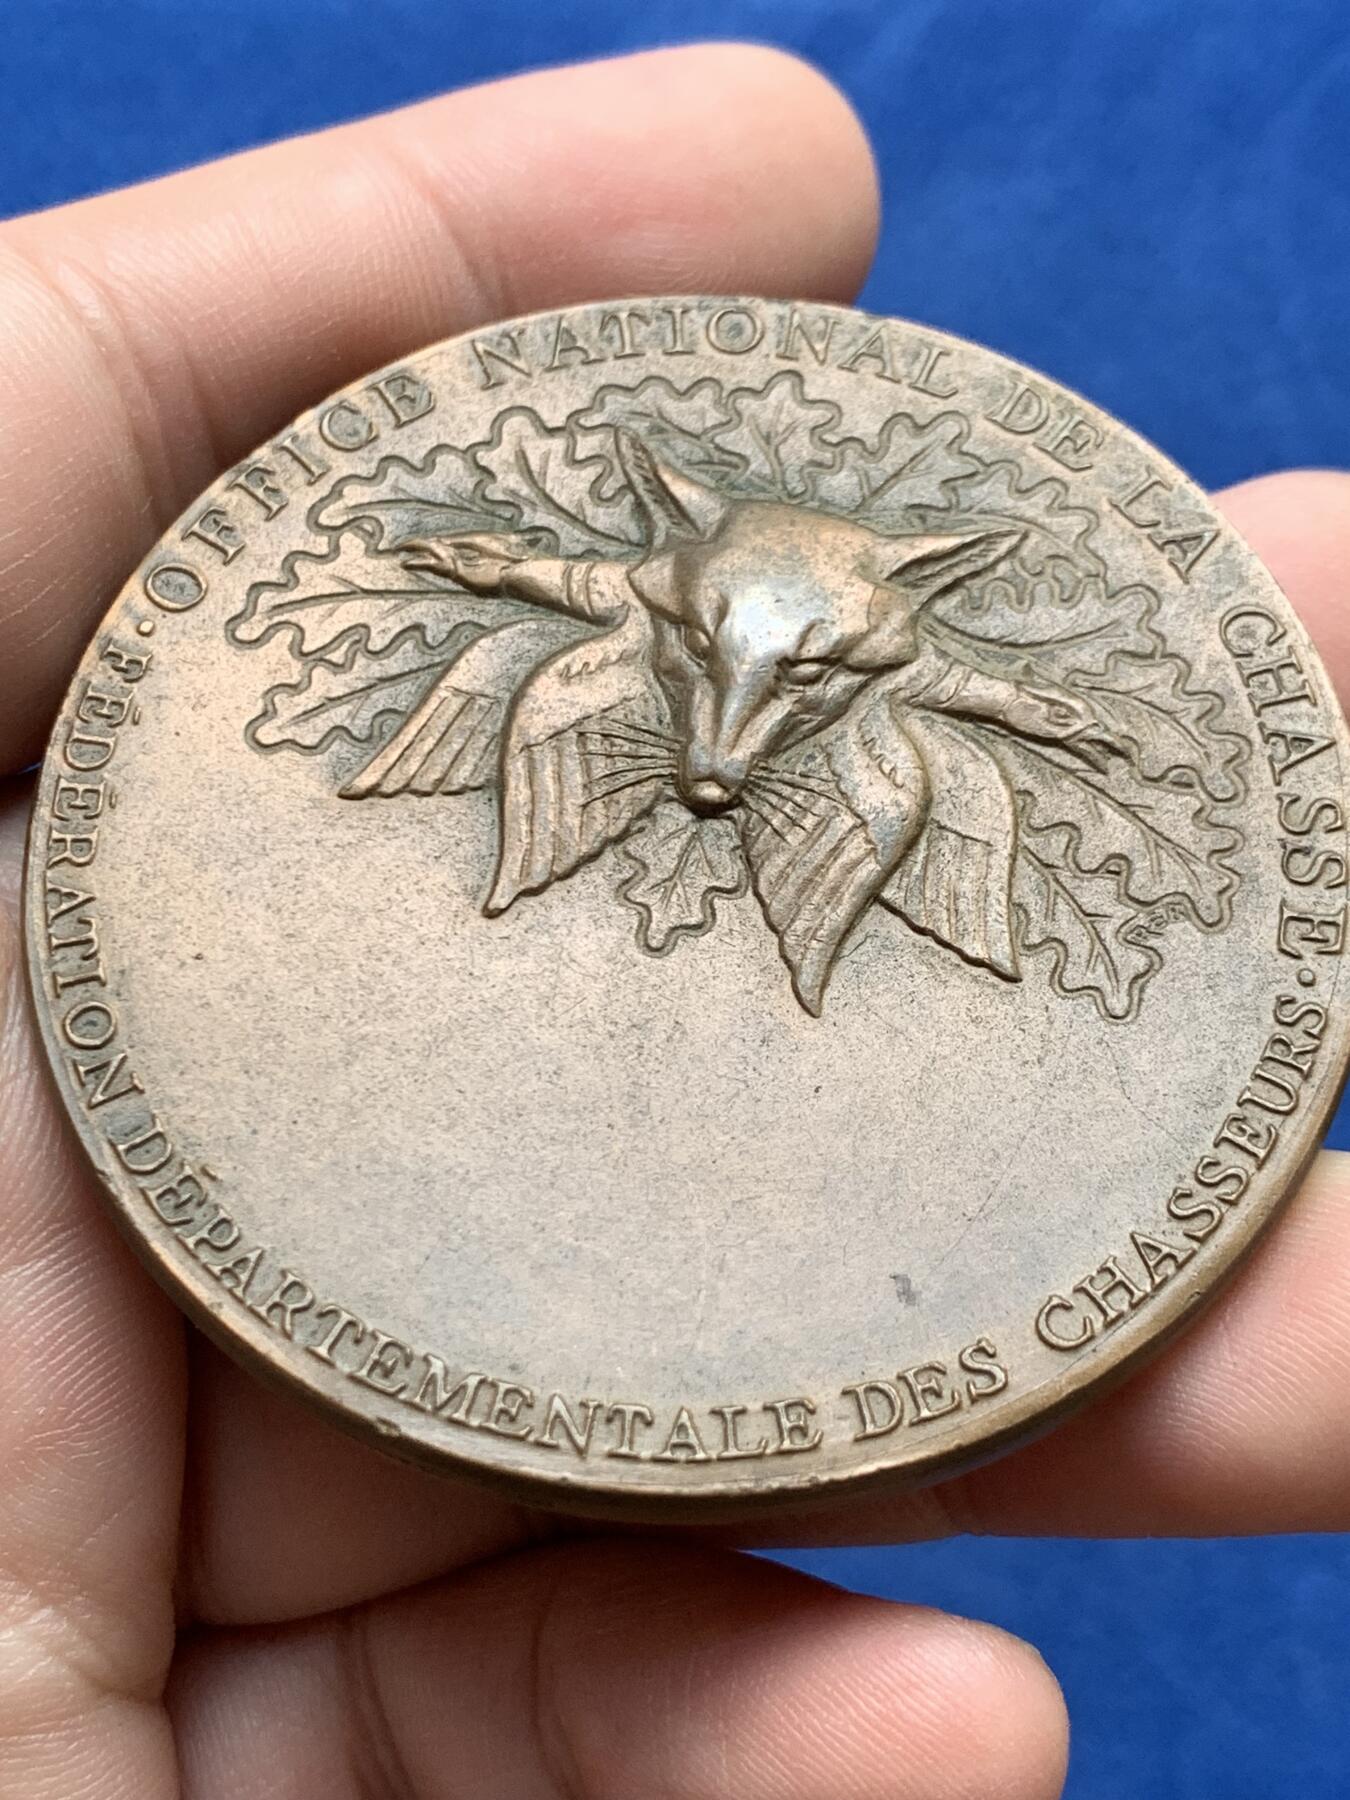 ·OFFICE NATIONAL DE LA CHASSE·
FÉDÉRATION DÉPARTEMENTALE DES CHASSEURS